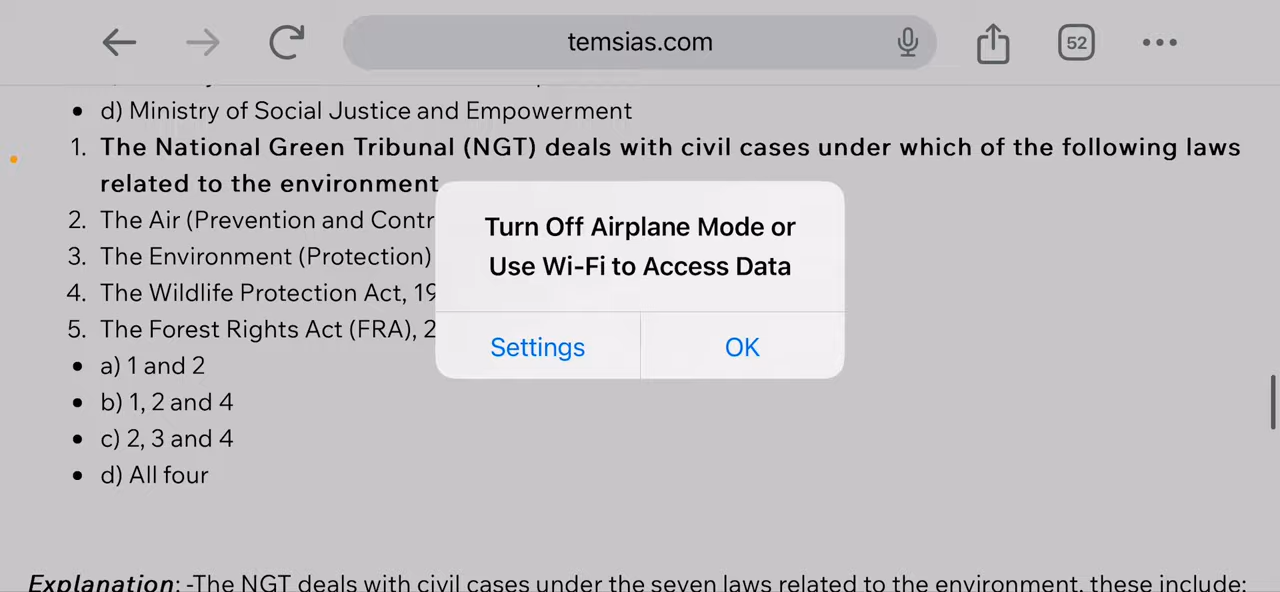 temsias.com
52
d) Ministry of Social Justice and Empowerment
1. The National Green Tribunal (NGT) deals with civil cases under which of the following laws
related to the environment
2. The Air (Prevention and Contr
3. The Environment (Protection)
4. The Wildlife Protection Act, 19
5. The Forest Rights Act (FRA), 2
a) 1 and 2
b) 1, 2 and 4
c) 2, 3 and 4
d) All four
Turn Off Airplane Mode or
Use Wi-Fi to Access Data
Settings
OK
Explanation: -The NGT deals with civil cases under the seven laws related to the environment, these include: